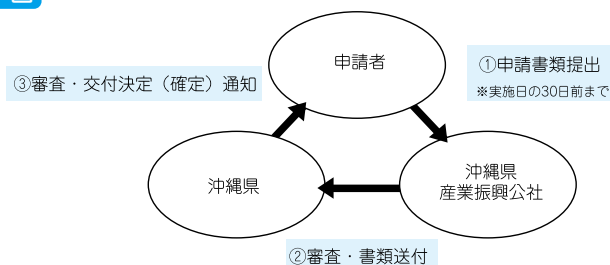 申請者
①申請書類提出
※実施日の30日前まで
③審査・交付決定（確定）通知
沖縄県
沖縄県
産業振興公社
②審査・書類送付